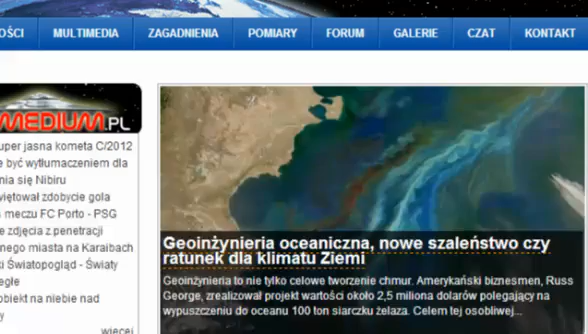 OŚCI MULTIMEDIA ZAGADNIENIA POMIARY FORUM GALERIE CZAT KONTAKT
MEDIUM.PL
uper jasna kometa C/2012
e być wytłumaczeniem dla
nia się Nibiru
więtował zdobycie gola
s meczu FC Porto - PSG
e zdjęcia z penetracji
nego miasta na Karaibach
ki Światopogląd - Światy
egłe
obiekt na niebie nad
y
więcej
Geoinżynieria oceaniczna, nowe szaleństwo czy
ratunek dla klimatu Ziemi
Geoinżynieria to nie tylko celowe tworzenie chmur. Amerykański biznesmen, Russ
George, zrealizował projekt wartości około 2,5 miliona dolarów polegający na
wypuszczeniu do oceanu 100 ton siarczku żelaza. Celem tej osobliwej...